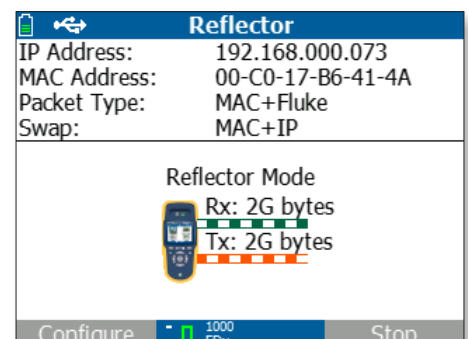 Reflector
IP Address: 192.168.000.073
MAC Address: 00-C0-17-B6-41-4A
Packet Type: MAC+Fluke
Swap: MAC+IP
Reflector Mode
Rx: 2G bytes
Tx: 2G bytes
Configure 1000 Stop